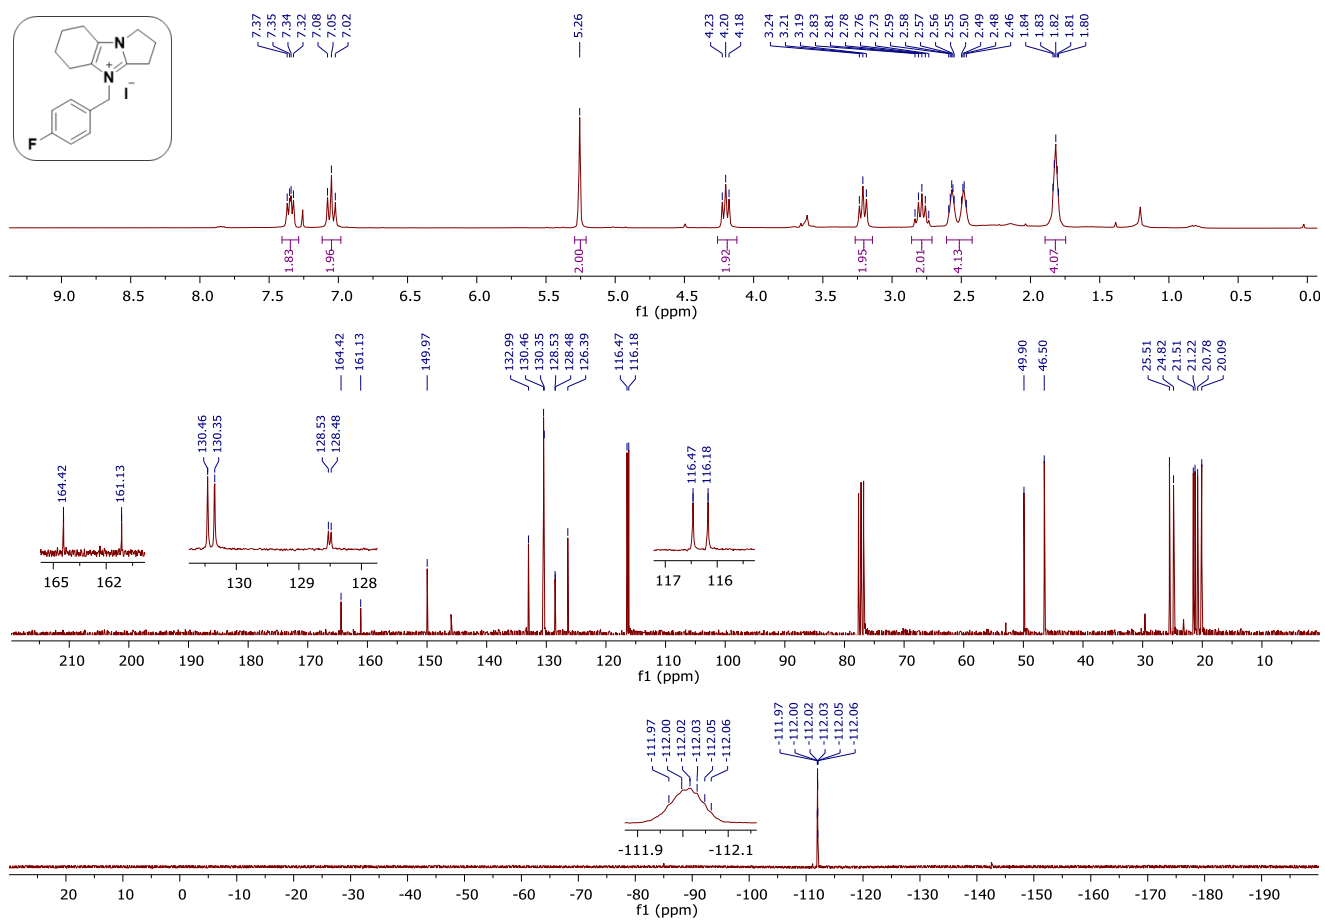 7.37 7.35 7.34 7.32 7.08 7.05 7.02 5.26 4.23 4.20 4.18 3.24 3.21 3.19 2.83 2.81 2.78 2.76 2.73 2.59 2.58 2.57 2.56 2.55 2.50 2.49 2.48 2.46 1.84 1.83 1.82 1.81 1.80
N
N
+
I
−
F
1.83 1.96 2.00 1.92 1.95 2.01 4.13 4.07
9.0 8.5 8.0 7.5 7.0 6.5 6.0 5.5 5.0 4.5 4.0 3.5 3.0 2.5 2.0 1.5 1.0 0.5 0.0
f1 (ppm)
164.42 161.13 149.97 132.99 130.46 130.35 128.53 128.48 126.39 116.47 116.18 49.90 46.50 25.51 24.82 21.51 21.22 20.78 20.09
164.42 161.13
165 162
130.46 130.35 128.53 128.48
130 129 128
116.47 116.18
117 116
210 200 190 180 170 160 150 140 130 120 110 100 90 80 70 60 50 40 30 20 10
f1 (ppm)
-111.97 -112.00 -112.02 -112.03 -112.05 -112.06
-111.97 -112.00 -112.02 -112.03 -112.05 -112.06
-111.9 -112.1
20 10 0 -10 -20 -30 -40 -50 -60 -70 -80 -90 -100 -110 -120 -130 -140 -150 -160 -170 -180 -190
f1 (ppm)